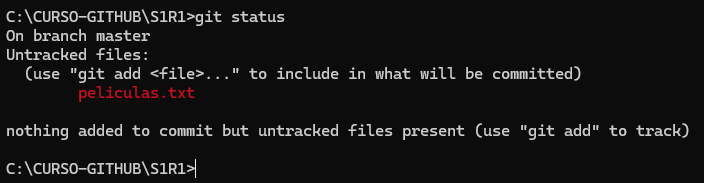 C:\CURSO-GITHUB\S1R1>git status
On branch master
Untracked files:
  (use "git add <file>..." to include in what will be committed)
        peliculas.txt

nothing added to commit but untracked files present (use "git add" to track)

C:\CURSO-GITHUB\S1R1>